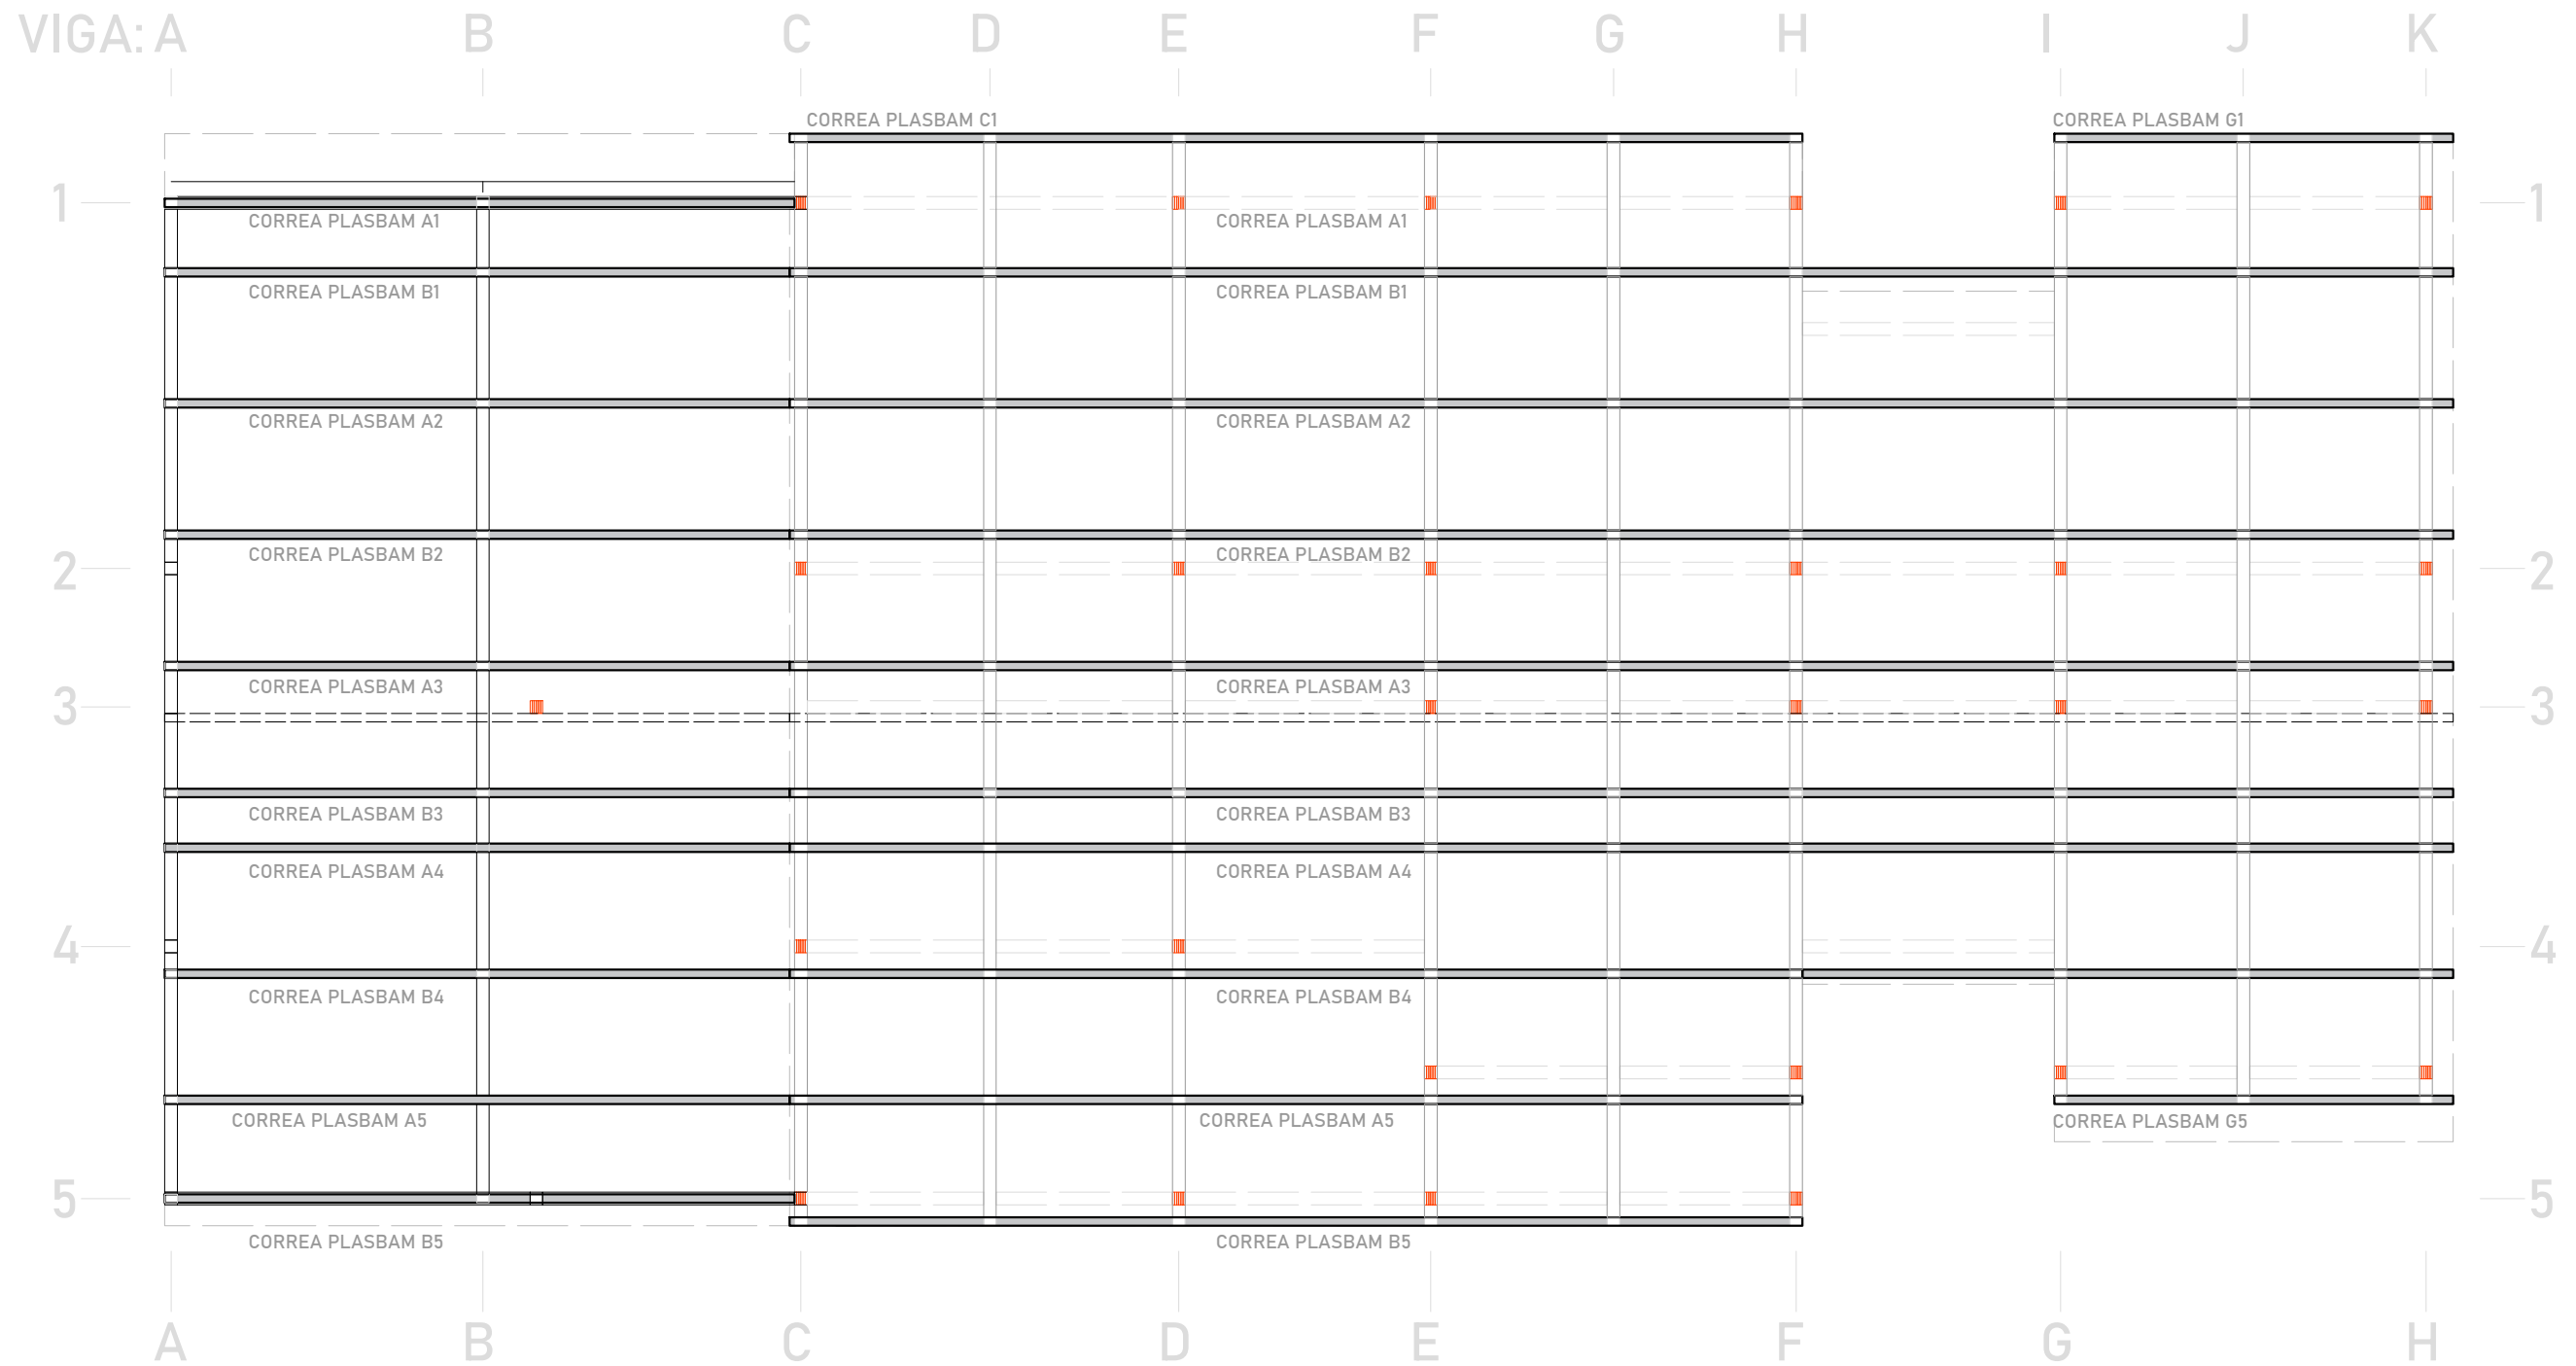 VIGA: A B C D E F G H I J K
CORREA PLASBAM C1 CORREA PLASBAM G1
1 1
CORREA PLASBAM A1 CORREA PLASBAM A1
CORREA PLASBAM B1 CORREA PLASBAM B1
CORREA PLASBAM A2 CORREA PLASBAM A2
CORREA PLASBAM B2 CORREA PLASBAM B2
2 2
CORREA PLASBAM A3 CORREA PLASBAM A3
3 3
CORREA PLASBAM B3 CORREA PLASBAM B3
CORREA PLASBAM A4 CORREA PLASBAM A4
4 4
CORREA PLASBAM B4 CORREA PLASBAM B4
CORREA PLASBAM A5 CORREA PLASBAM A5 CORREA PLASBAM G5
5 5
CORREA PLASBAM B5 CORREA PLASBAM B5
A B C D E F G H